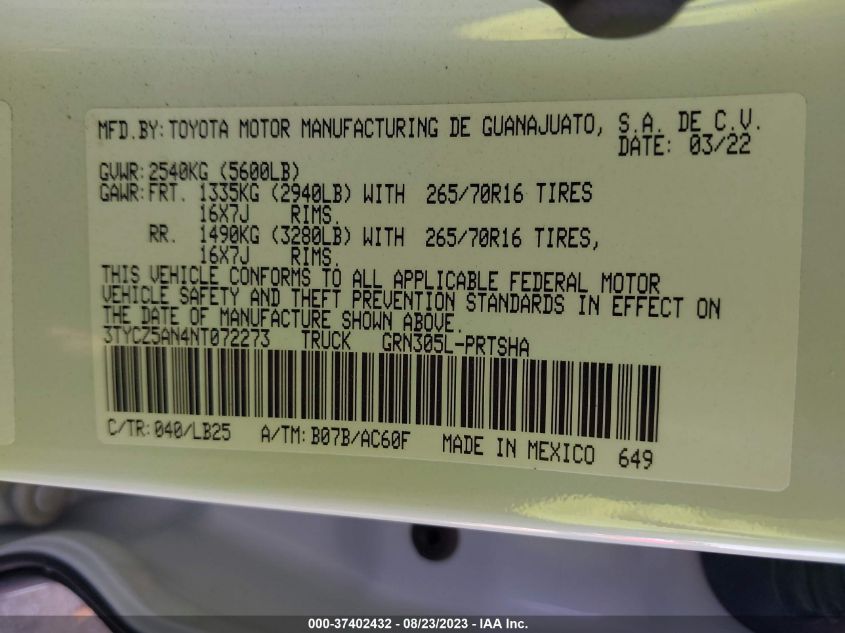 MFD.BY: TOYOTA MOTOR MANUFACTURING DE GUANAJUATO, S.A. DE C.V.
DATE: 03/22
GVWR: 2540KG (5600LB)
GAWR: FRT. 1335KG (2940LB) WITH 265/70R16 TIRES
16X7J RIMS.
RR. 1490KG (3280LB) WITH 265/70R16 TIRES,
16X7J RIMS.
THIS VEHICLE CONFORMS TO ALL APPLICABLE FEDERAL MOTOR
VEHICLE SAFETY AND THEFT PREVENTION STANDARDS IN EFFECT ON
THE DATE OF MANUFACTURE SHOWN ABOVE.
3TYCZ5AN4NT072273 TRUCK GRN305L-PRTSHA
C/TR: 040/LB25 A/TM: B07B/AC60F MADE IN MEXICO 649
000-37402432 - 08/23/2023 - IAA Inc.